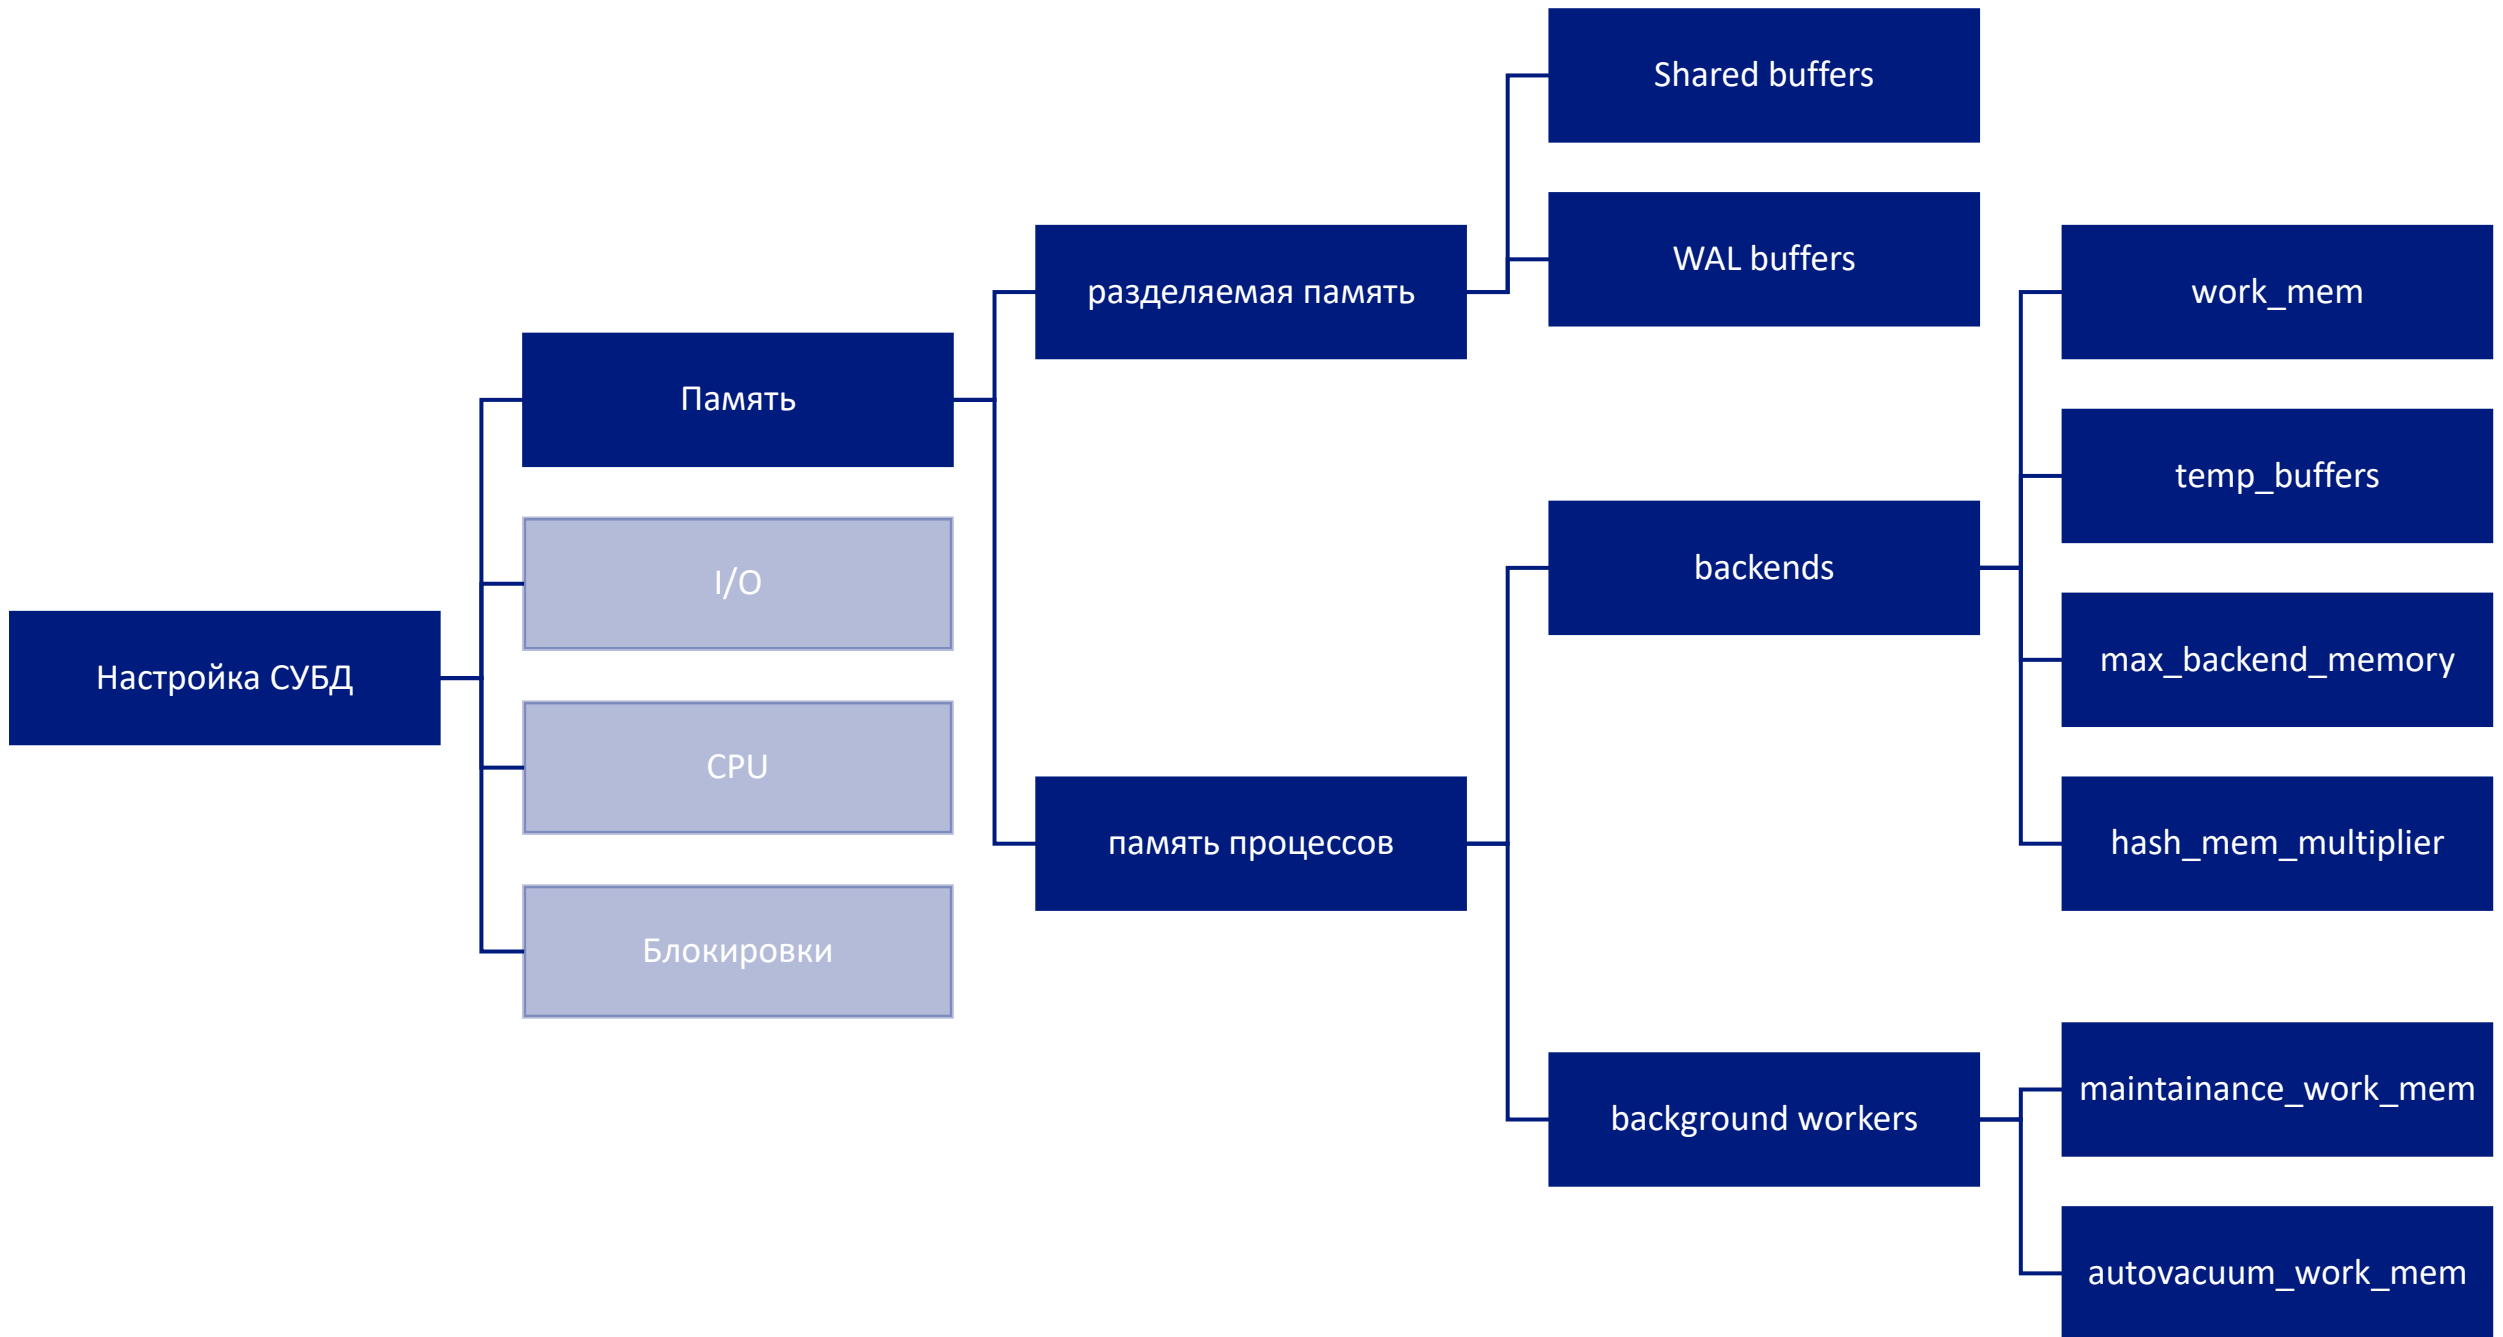 Настройка СУБД
Память
I/O
CPU
Блокировки
разделяемая память
память процессов
Shared buffers
WAL buffers
backends
background workers
work_mem
temp_buffers
max_backend_memory
hash_mem_multiplier
maintainance_work_mem
autovacuum_work_mem